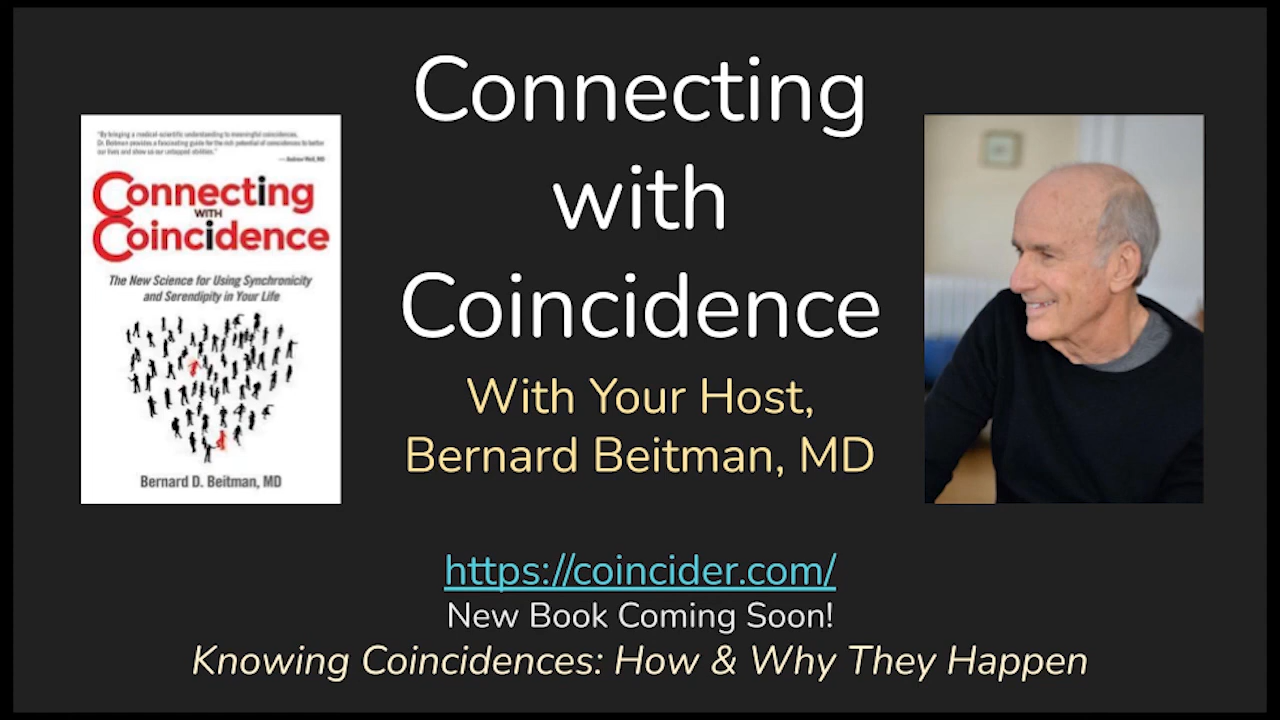 Connecting
with
Coincidence
With Your Host,
Bernard Beitman, MD
https://coincider.com/
New Book Coming Soon!
Knowing Coincidences: How & Why They Happen
"By bringing a medical-scientific understanding to meaningful coincidences,
Dr. Beitman provides a fascinating guide for the rich potential of coincidences to better
our lives and show us our untapped abilities."
— Andrew Weil, MD
Connecting
WITH
Coincidence
The New Science for Using Synchronicity
and Serendipity in Your Life
Bernard D. Beitman, MD